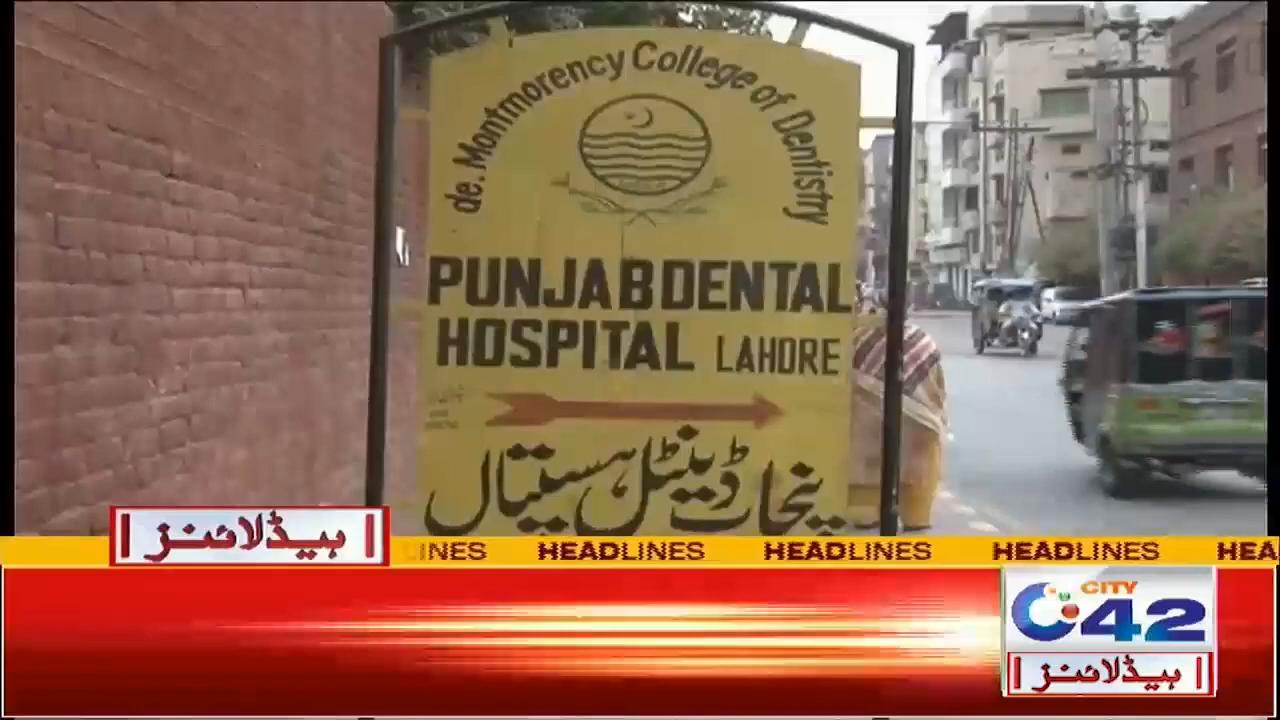 de. Montmorency College of Dentistry
PUNJAB DENTAL
HOSPITAL LAHORE
پنجاب ڈینٹل ہسپتال
ہیڈلائنز
LINES HEADLINES HEADLINES HEADLINES HEA
CITY
42
ہیڈلائنز